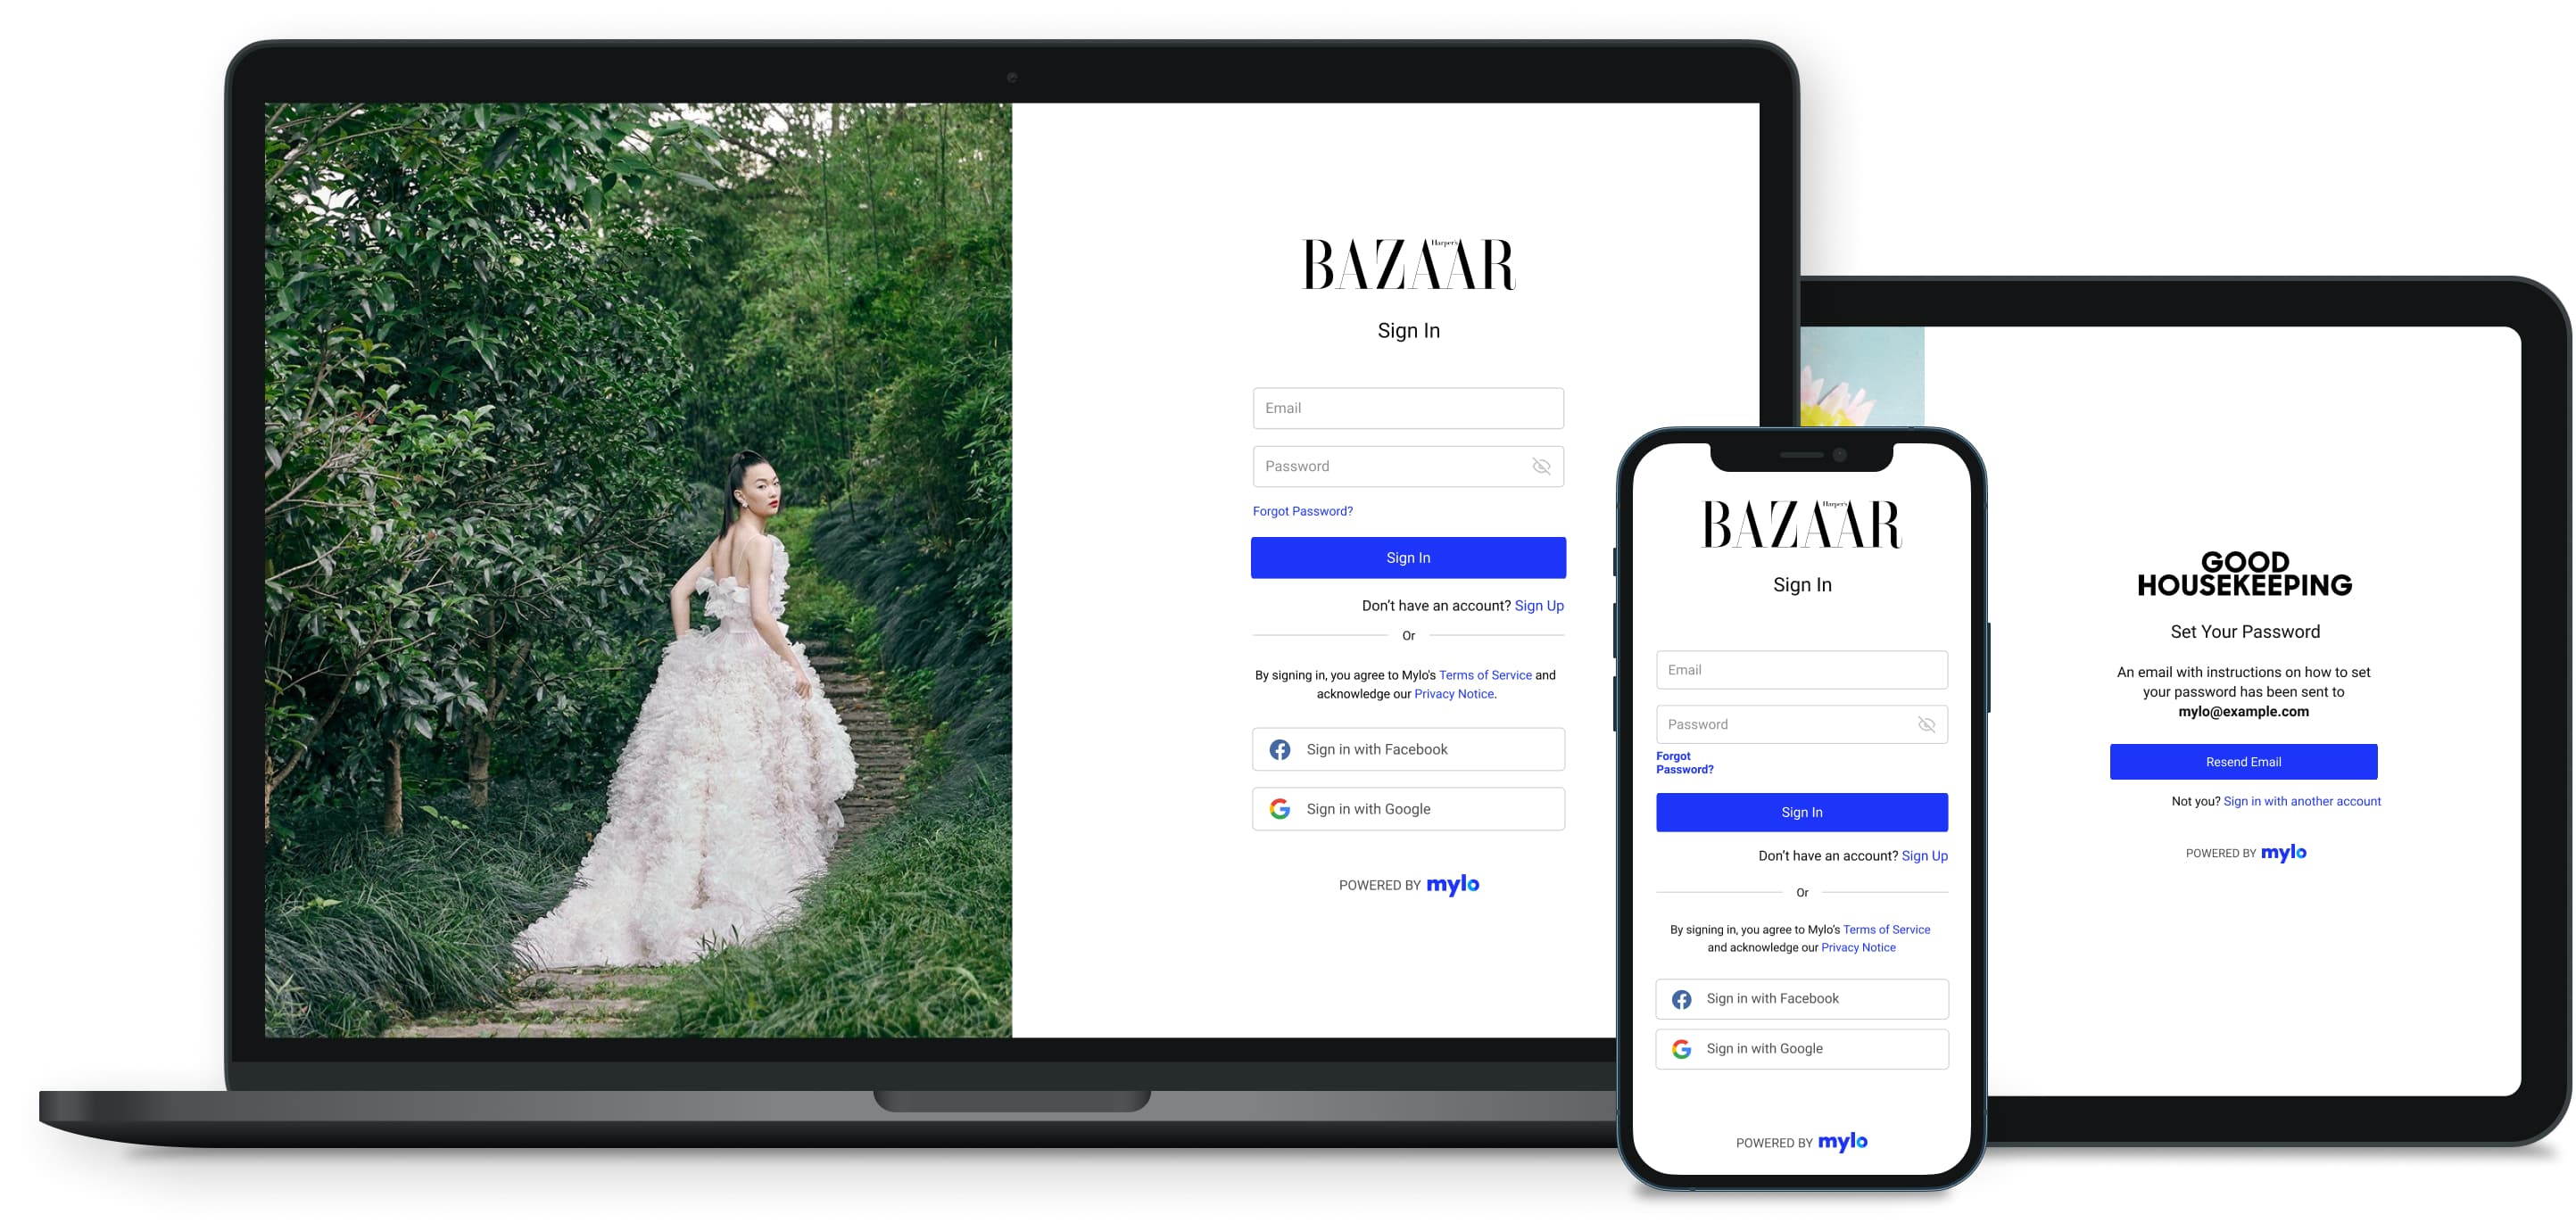 Harper's
BAZAAR
Sign In
Email
Password
Forgot Password?
Sign In
Don't have an account? Sign Up
Or
By signing in, you agree to Mylo's Terms of Service and
acknowledge our Privacy Notice.
Sign in with Facebook
Sign in with Google
POWERED BY mylo
Harper's
BAZAAR
Sign In
Email
Password
Forgot
Password?
Sign In
Don't have an account? Sign Up
Or
By signing in, you agree to Mylo's Terms of Service
and acknowledge our Privacy Notice
Sign in with Facebook
Sign in with Google
POWERED BY mylo
GOOD
HOUSEKEEPING
Set Your Password
An email with instructions on how to set
your password has been sent to
mylo@example.com
Resend Email
Not you? Sign in with another account
POWERED BY mylo